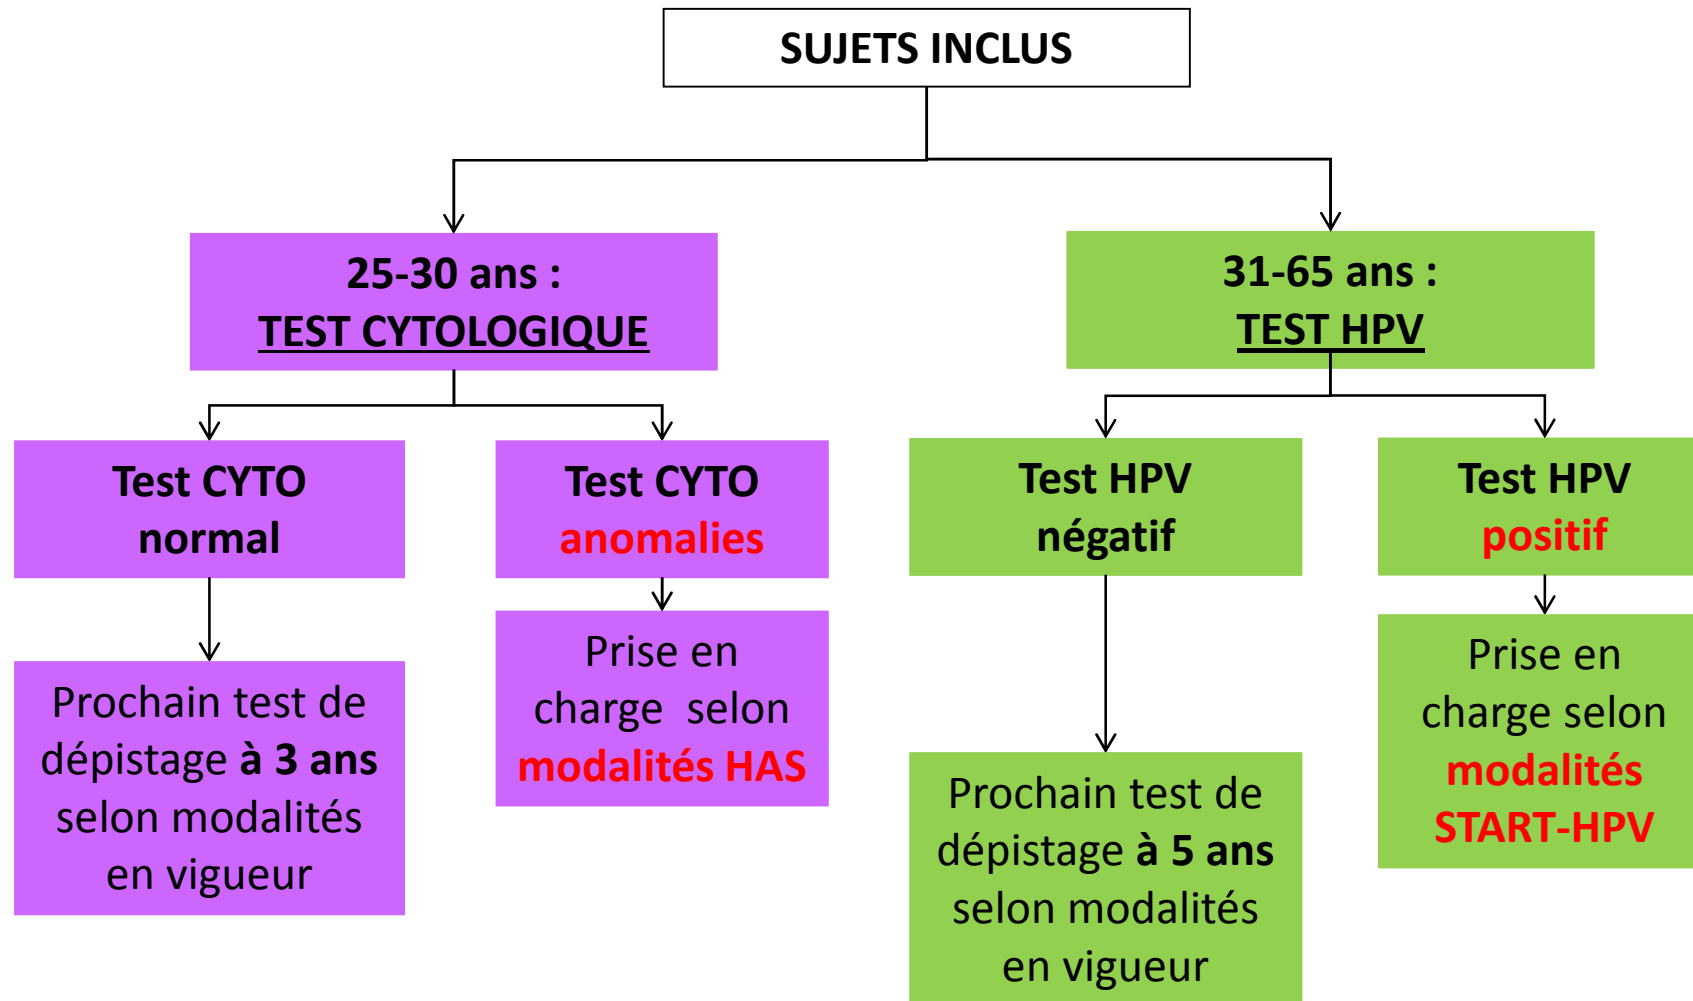 SUJETS INCLUS
25-30 ans :
TEST CYTOLOGIQUE
31-65 ans :
TEST HPV
Test CYTO
normal
Test CYTO
anomalies
Test HPV
négatif
Test HPV
positif
Prochain test de
dépistage à 3 ans
selon modalités
en vigueur
Prise en
charge selon
modalités HAS
Prochain test de
dépistage à 5 ans
selon modalités
en vigueur
Prise en
charge selon
modalités
START-HPV